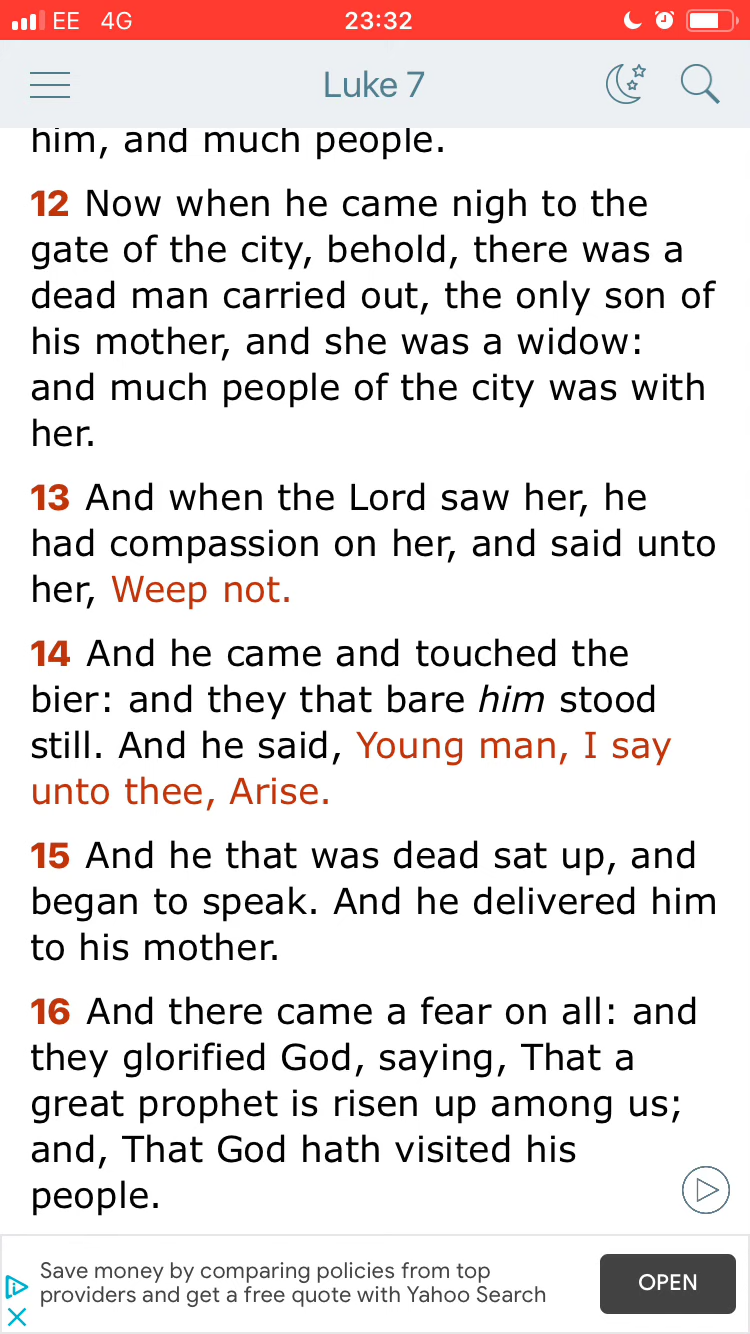 EE 4G 23:32
Luke 7
him, and much people.
12 Now when he came nigh to the
gate of the city, behold, there was a
dead man carried out, the only son of
his mother, and she was a widow:
and much people of the city was with
her.
13 And when the Lord saw her, he
had compassion on her, and said unto
her, Weep not.
14 And he came and touched the
bier: and they that bare him stood
still. And he said, Young man, I say
unto thee, Arise.
15 And he that was dead sat up, and
began to speak. And he delivered him
to his mother.
16 And there came a fear on all: and
they glorified God, saying, That a
great prophet is risen up among us;
and, That God hath visited his
people.
Save money by comparing policies from top
providers and get a free quote with Yahoo Search
OPEN